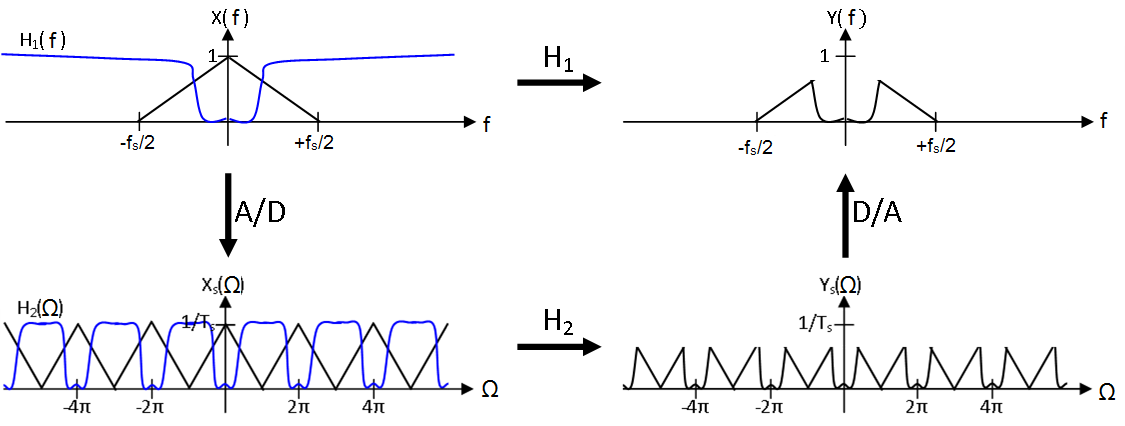 X(f)
H₁(f)
1
-fs/2
+fs/2
f
H₁
Y(f)
1
-fs/2
+fs/2
f
A/D
D/A
Xs(Ω)
H₂(Ω)
1/Ts
-4π
-2π
2π
4π
Ω
H₂
Ys(Ω)
1/Ts
-4π
-2π
2π
4π
Ω